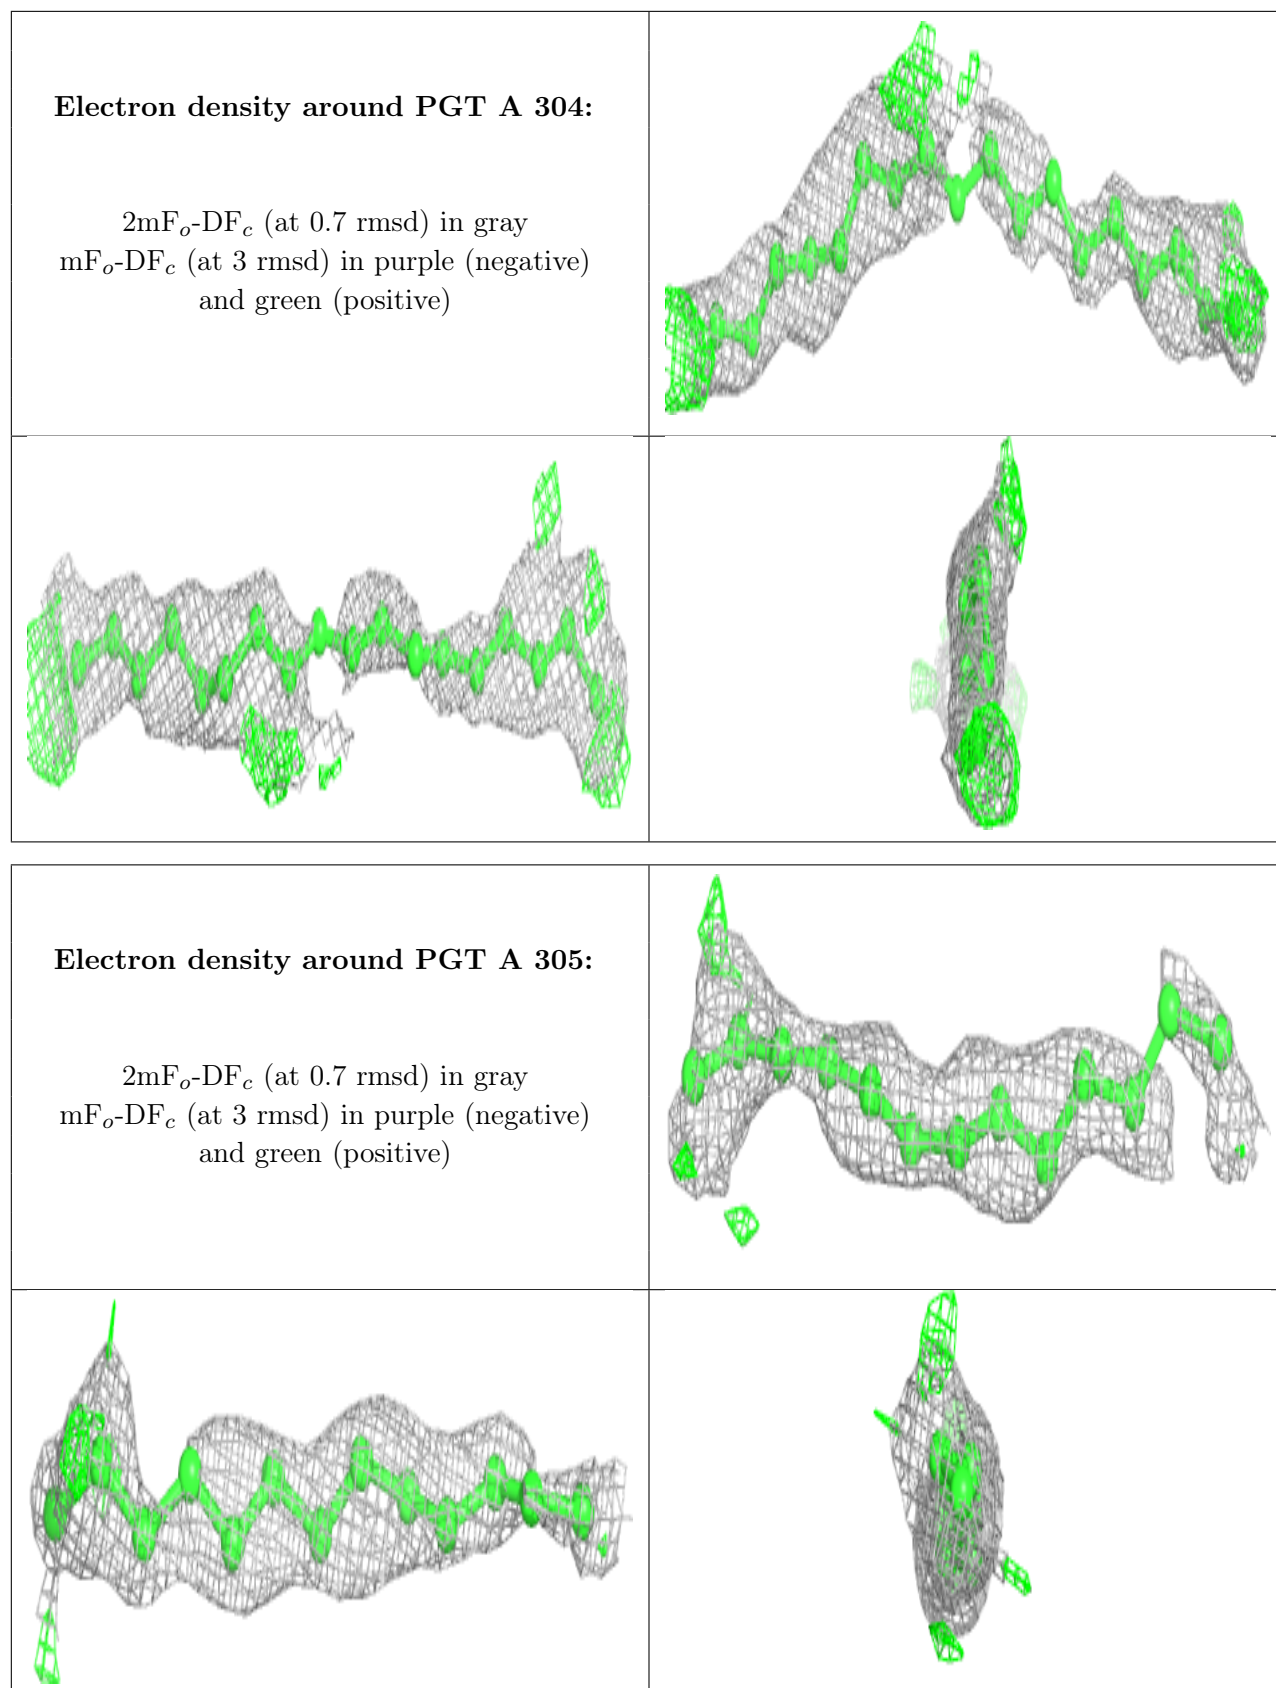 Electron density around PGT A 304:
2mFo-DFc (at 0.7 rmsd) in gray
mFo-DFc (at 3 rmsd) in purple (negative)
and green (positive)
Electron density around PGT A 305:
2mFo-DFc (at 0.7 rmsd) in gray
mFo-DFc (at 3 rmsd) in purple (negative)
and green (positive)